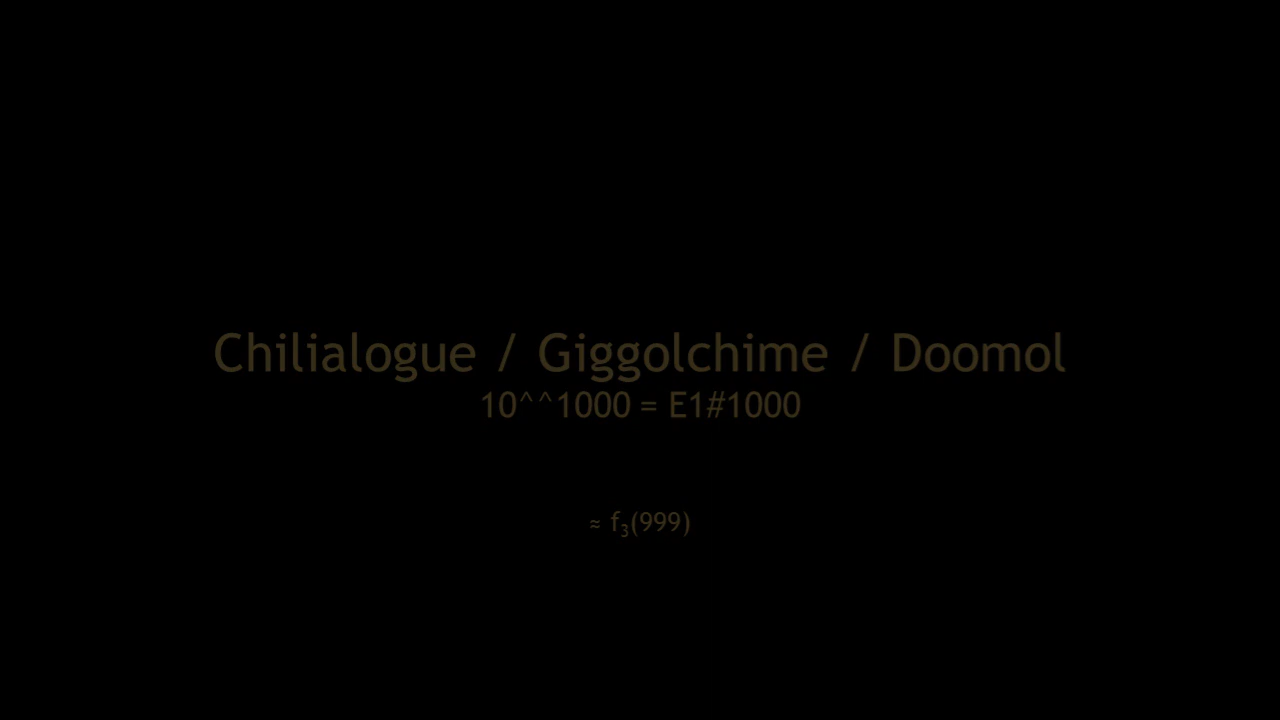 Chilialogue / Giggolchime / Doomol
10^^1000 = E1#1000
≈ f₃(999)